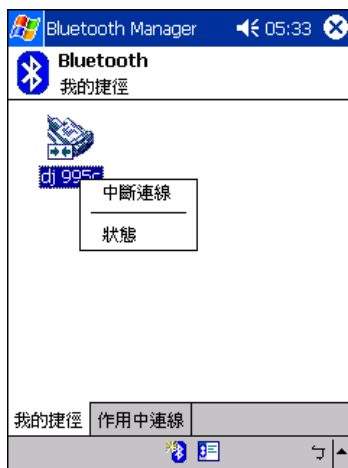 Bluetooth Manager 05:33
Bluetooth
我的捷徑
dj 995c
中斷連線
狀態
我的捷徑 作用中連線
ㄅ